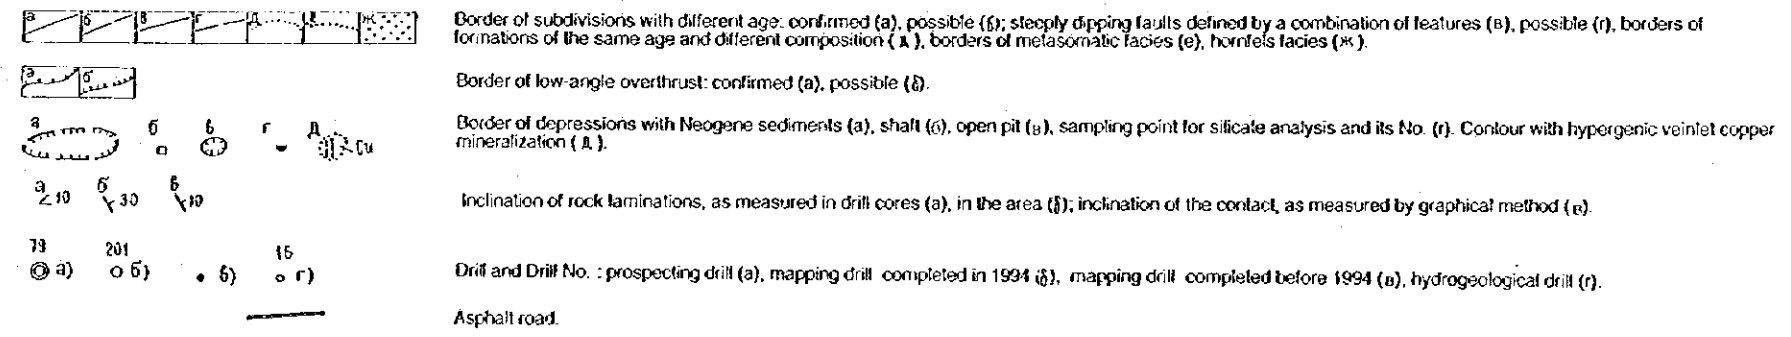 а б в г д е ж
Border of subdivisions with different age: confirmed (a), possible (б); steeply dipping faults defined by a combination of features (в), possible (г), borders of
formations of the same age and different composition ( д ), borders of metasomatic facies (e), hornfels facies (ж ).
а б
Border of low-angle overthrust: confirmed (a), possible (б).
а б в г д Cu
Border of depressions with Neogene sediments (a), shaft (б), open pit (в), sampling point for silicate analysis and its No. (г). Contour with hypergenic veinlet copper
mineralization ( д ).
а 10 б 30 в 10
Inclination of rock laminations, as measured in drill cores (a), in the area (б); inclination of the contact, as measured by graphical method (в).
79 201 16
а) б) в) г)
Drill and Drill No. : prospecting drill (a), mapping drill completed in 1994 (б), mapping drill completed before 1994 (в), hydrogeological drill (г).
Asphalt road.